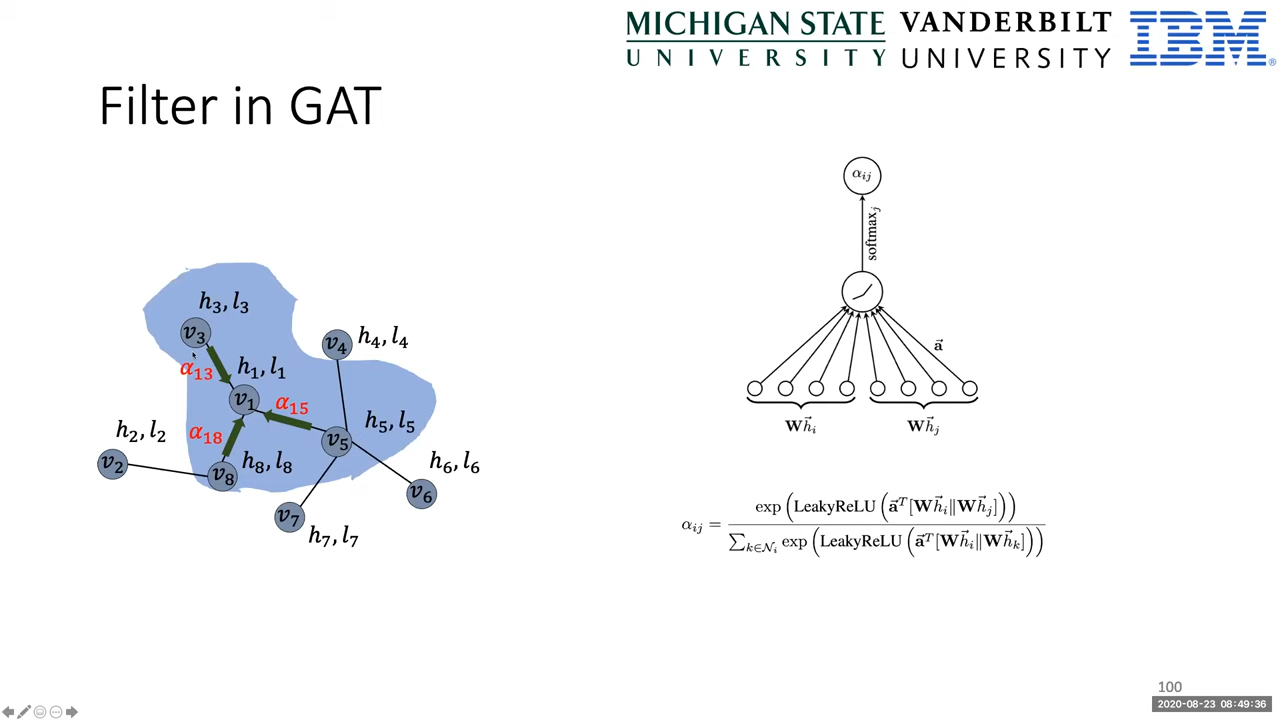 MICHIGAN STATE
UNIVERSITY
VANDERBILT
UNIVERSITY
IBM
Filter in GAT
h₃, l₃
v₃
α₁₃
h₁, l₁
v₁
α₁₅
α₁₈
v₄
h₄, l₄
h₅, l₅
v₅
h₂, l₂
v₂
h₈, l₈
v₈
h₆, l₆
v₆
v₇
h₇, l₇
αᵢⱼ
softmaxⱼ
a⃗
Wh⃗ᵢ
Wh⃗ⱼ
αᵢⱼ = exp(LeakyReLU(a⃗ᵀ[Wh⃗ᵢ‖Wh⃗ⱼ])) / ∑ₖ∈𝒩ᵢ exp(LeakyReLU(a⃗ᵀ[Wh⃗ᵢ‖Wh⃗ₖ]))
100
2020-08-23 08:49:36